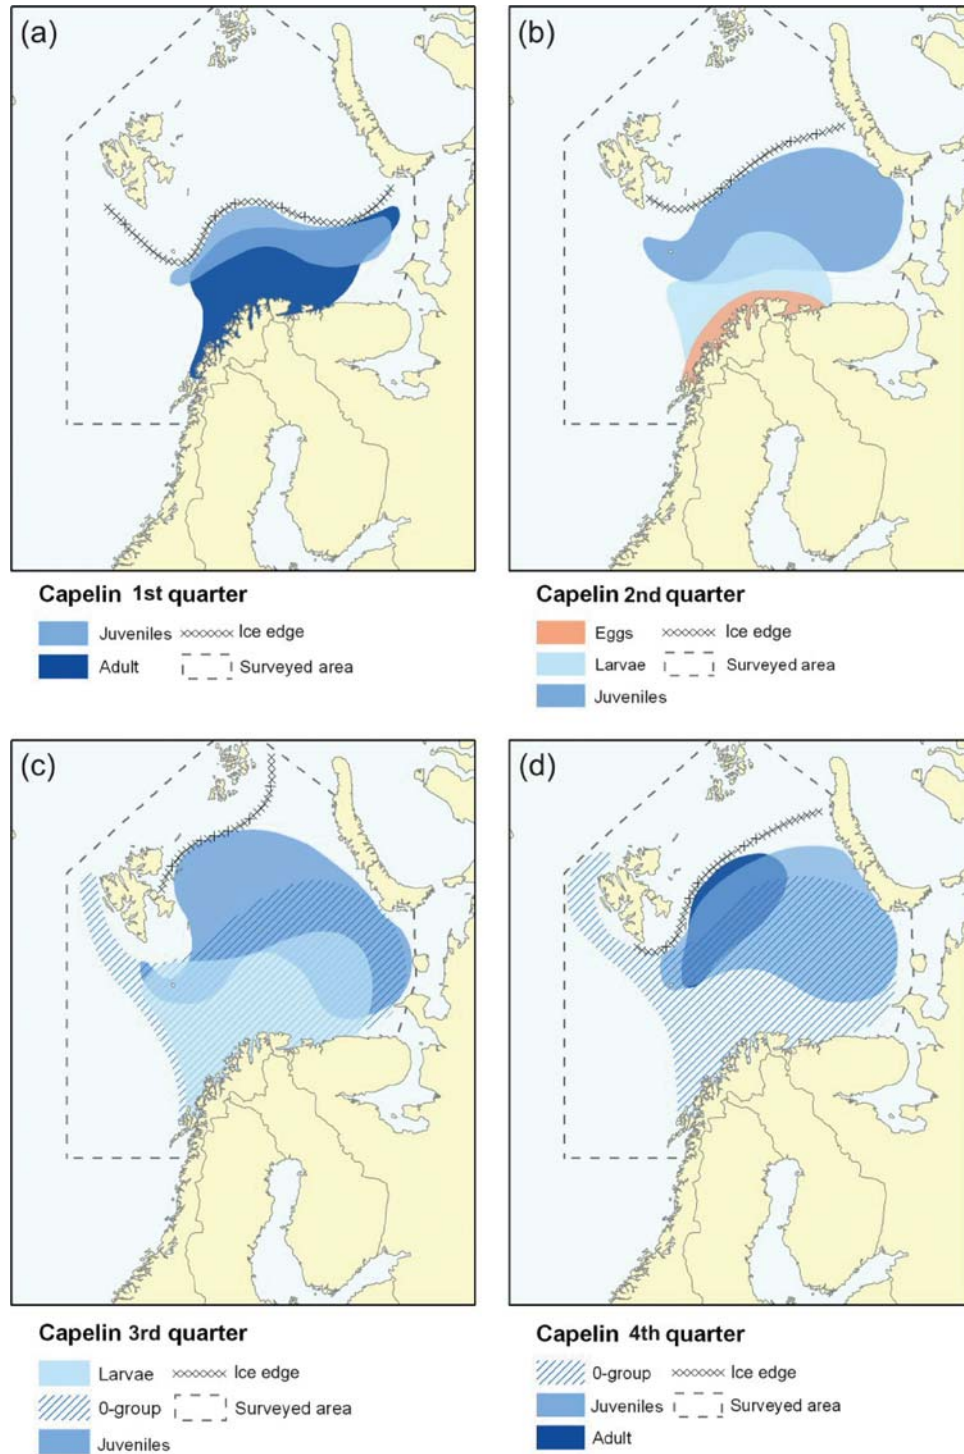 (a)
(b)
Capelin 1st quarter
Juveniles Ice edge
Adult Surveyed area
Capelin 2nd quarter
Eggs Ice edge
Larvae Surveyed area
Juveniles
(c)
(d)
Capelin 3rd quarter
Larvae Ice edge
0-group Surveyed area
Juveniles
Capelin 4th quarter
0-group Ice edge
Juveniles Surveyed area
Adult